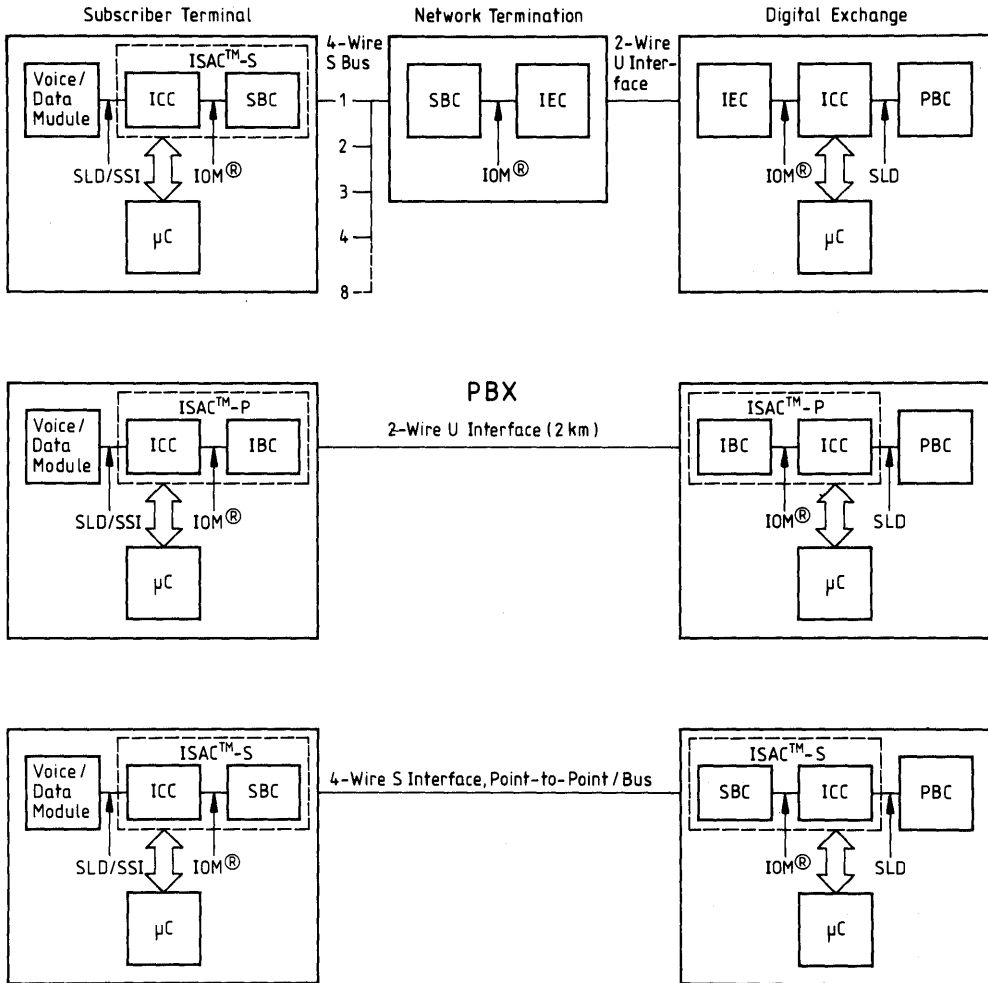 Subscriber Terminal
Network Termination
Digital Exchange
ISAC™-S
Voice /
Data
Mudule
ICC
SBC
SLD/SSI
IOM®
µC
4-Wire
S Bus
1
2
3
4
8
SBC
IEC
IOM®
2-Wire
U Inter-
face
IEC
ICC
PBC
IOM®
SLD
µC
PBX
ISAC™-P
Voice /
Data
Module
ICC
IBC
SLD/SSI
IOM®
µC
2-Wire U Interface (2 km)
ISAC™-P
IBC
ICC
PBC
IOM®
SLD
µC
ISAC™-S
Voice /
Data
Module
ICC
SBC
SLD/SSI
IOM®
µC
4-Wire S Interface, Point-to-Point / Bus
ISAC™-S
SBC
ICC
PBC
IOM®
SLD
µC